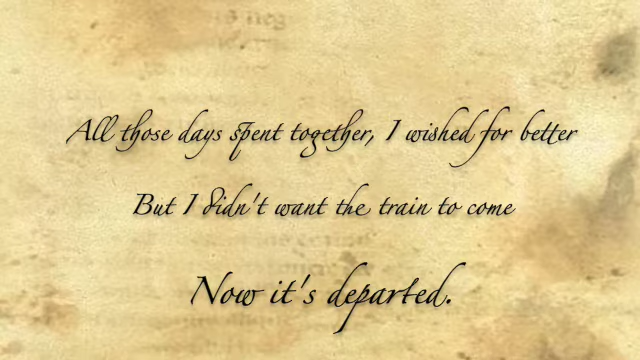 All those days spent together, I wished for better
But I didn't want the train to come
Now it's departed.